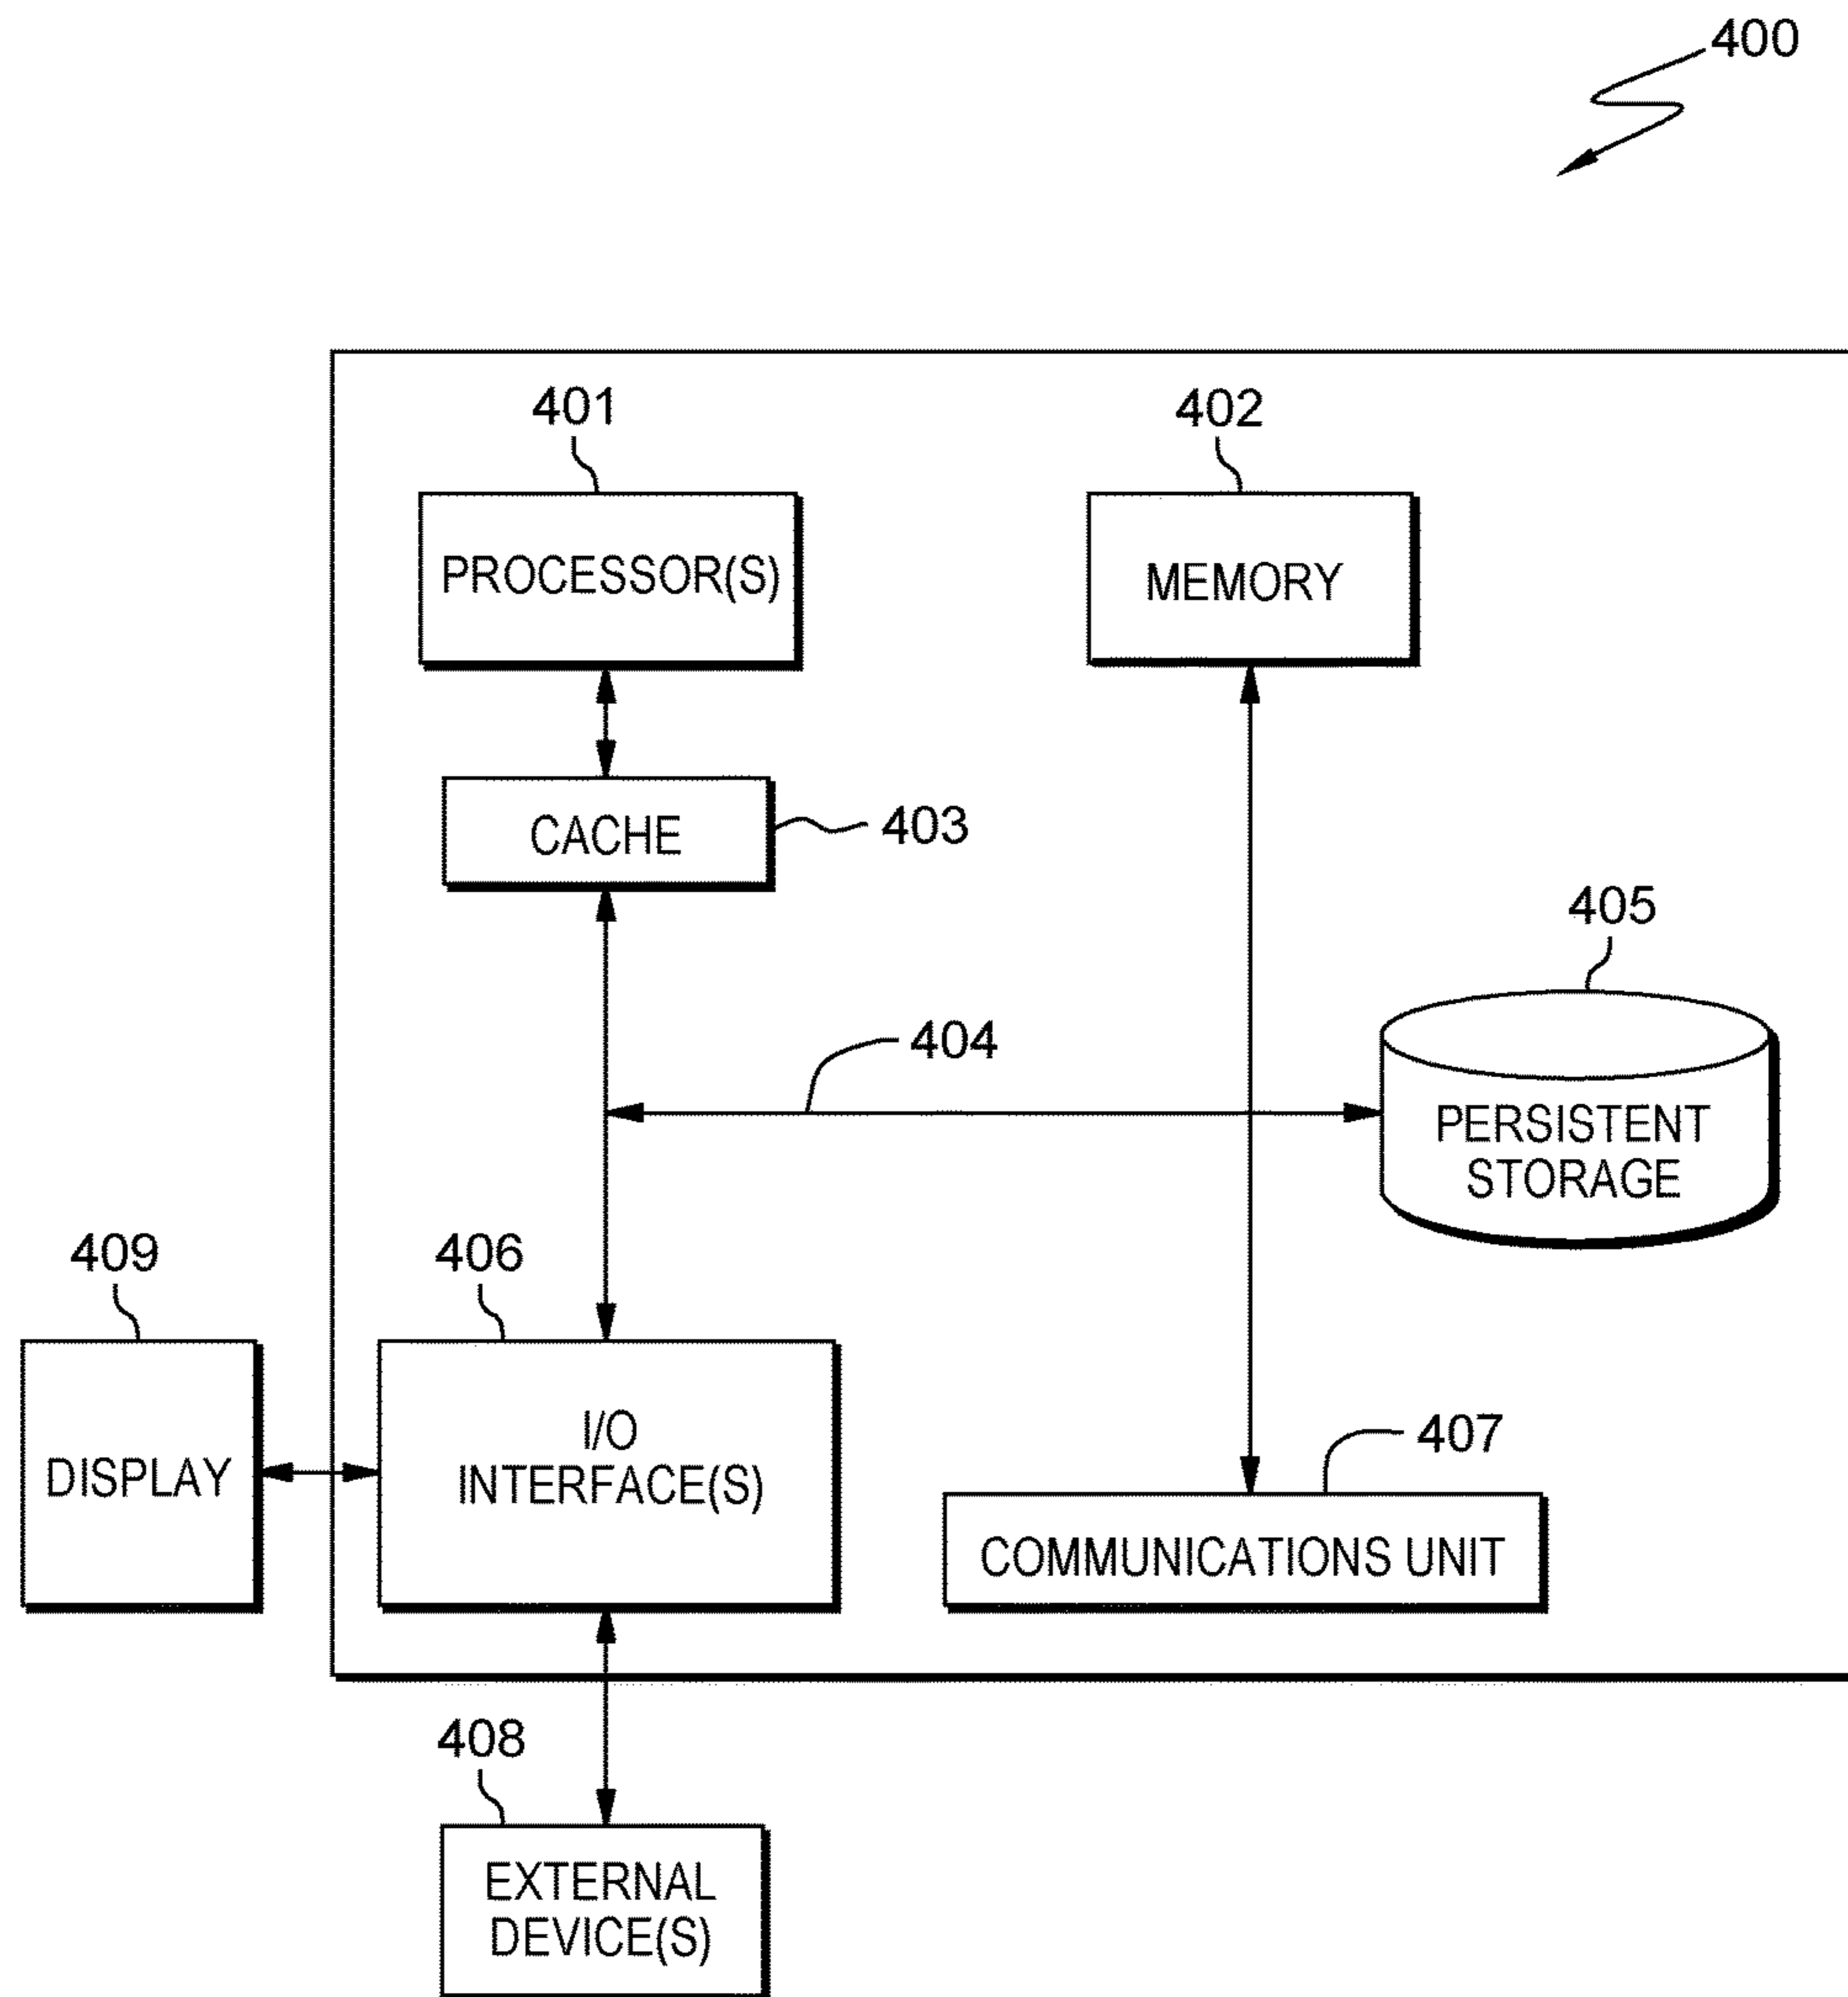 400
401
402
PROCESSOR(S)
MEMORY
CACHE
403
405
404
PERSISTENT
STORAGE
409
406
I/O
INTERFACE(S)
407
DISPLAY
COMMUNICATIONS UNIT
408
EXTERNAL
DEVICE(S)